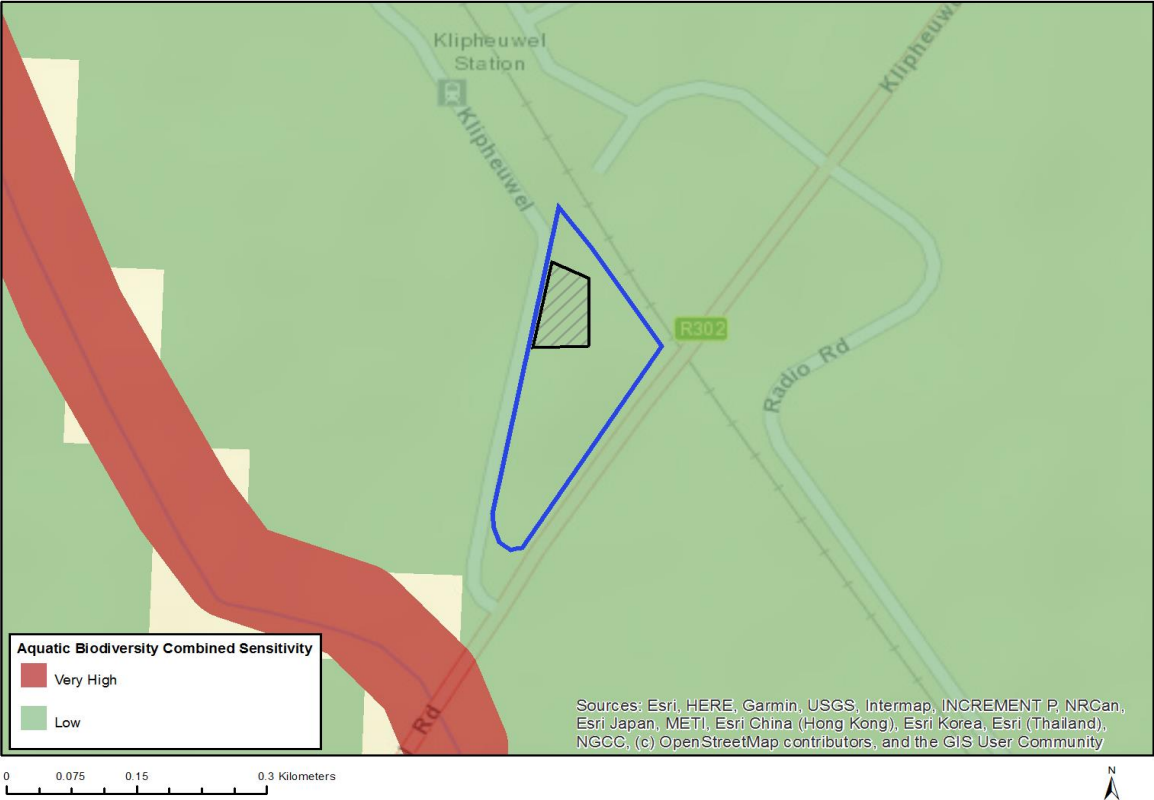 Klipheuwel
Station
Klipheuwel
Klipheuw
R302
Radio Rd
Rd
Aquatic Biodiversity Combined Sensitivity
Very High
Low
Sources: Esri, HERE, Garmin, USGS, Intermap, INCREMENT P, NRCan,
Esri Japan, METI, Esri China (Hong Kong), Esri Korea, Esri (Thailand),
NGCC, (c) OpenStreetMap contributors, and the GIS User Community
0 0.075 0.15 0.3 Kilometers
N